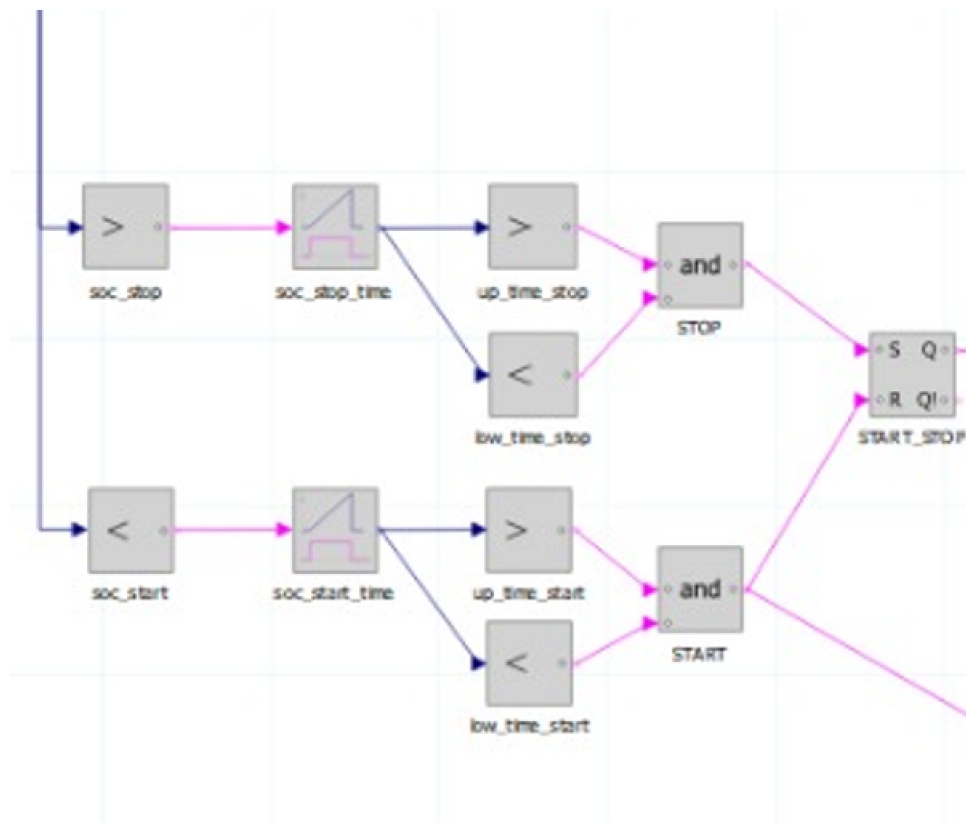 >
soc_stop
soc_stop_time
>
up_time_stop
and
STOP
<
low_time_stop
S Q
R Q!
START_STOP
<
soc_start
soc_start_time
>
up_time_start
and
START
<
low_time_start